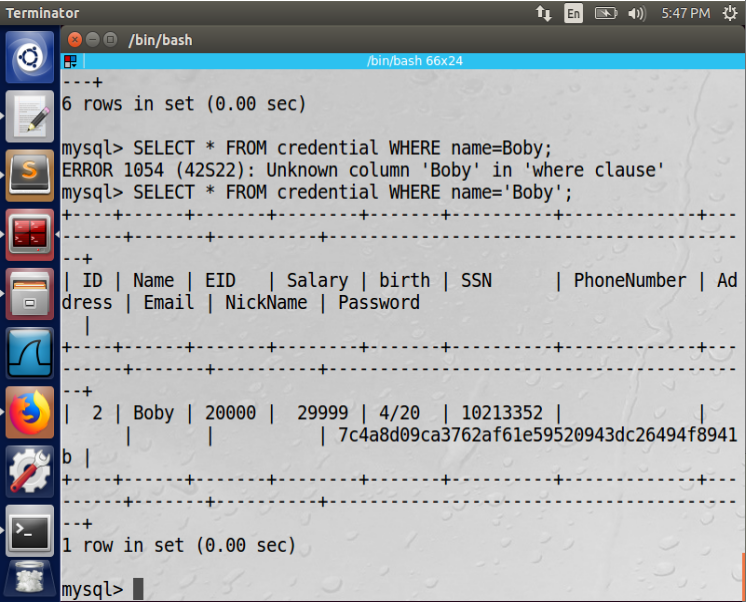 Terminator
En
5:47 PM
/bin/bash
/bin/bash 66x24
---+
6 rows in set (0.00 sec)
mysql> SELECT * FROM credential WHERE name=Boby;
ERROR 1054 (42S22): Unknown column 'Boby' in 'where clause'
mysql> SELECT * FROM credential WHERE name='Boby';
+----+------+-------+--------+-------+----------+-------------+---
------+-------+----------+------------------------------------
--+
| ID | Name | EID   | Salary | birth | SSN      | PhoneNumber | Ad
dress | Email | NickName | Password
  |
+----+------+-------+--------+-------+----------+-------------+---
------+-------+----------+------------------------------------
--+
|  2 | Boby | 20000 |  29999 | 4/20  | 10213352 |             |
      |       |          | 7c4a8d09ca3762af61e59520943dc26494f8941
b |
+----+------+-------+--------+-------+----------+-------------+---
------+-------+----------+------------------------------------
--+
1 row in set (0.00 sec)
mysql>